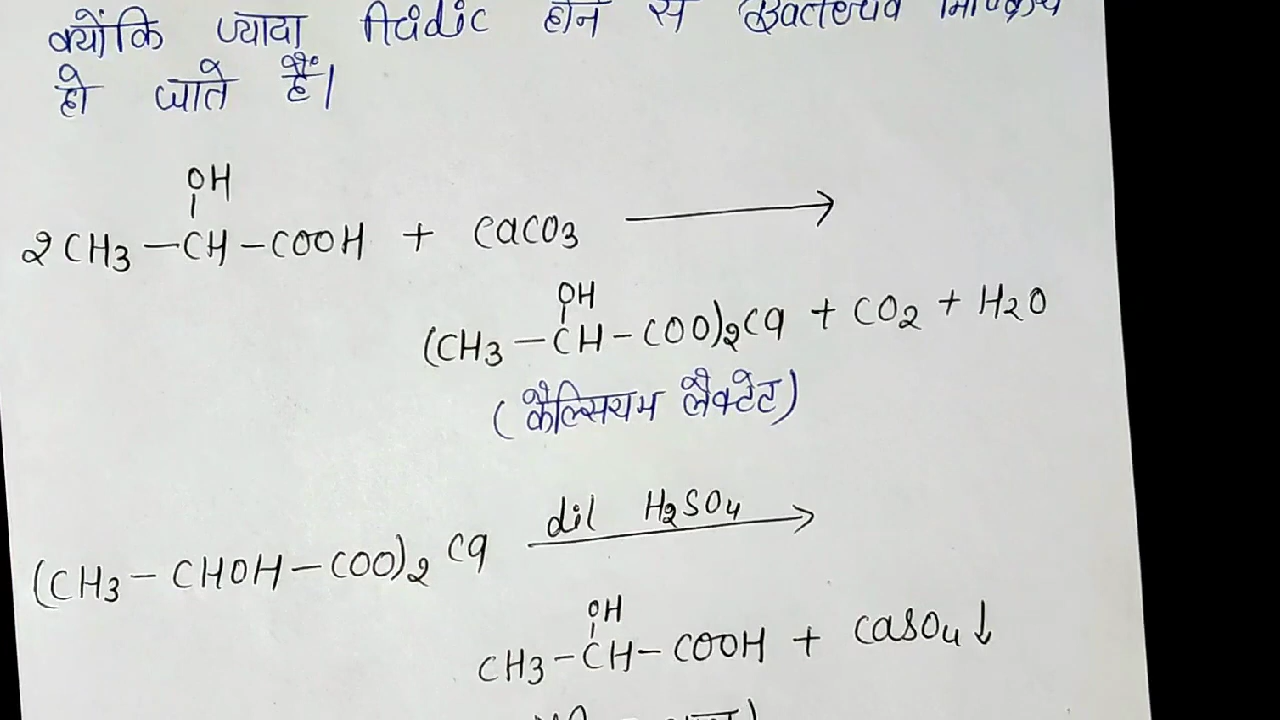 क्योंकि ज्यादा Acidic होने से Bacteria निष्क्रिय
हो जाते हैं।
OH
2CH3 — CH – COOH + CaCO3 ⟶
OH
(CH3 — CH – COO)2Ca + CO2 + H2O
(कैल्सियम लैक्टेट)
dil H2SO4
(CH3 – CHOH – COO)2 Ca ⟶
OH
CH3 – CH – COOH + CaSO4 ↓